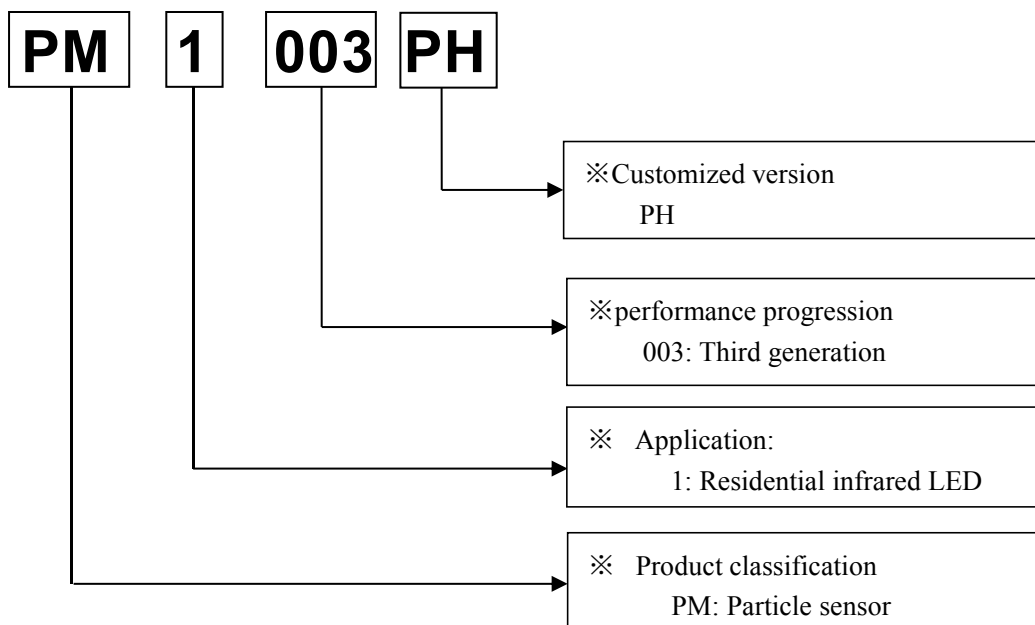 PM 1 003 PH
※Customized version
PH
※performance progression
003: Third generation
※ Application:
1: Residential infrared LED
※ Product classification
PM: Particle sensor